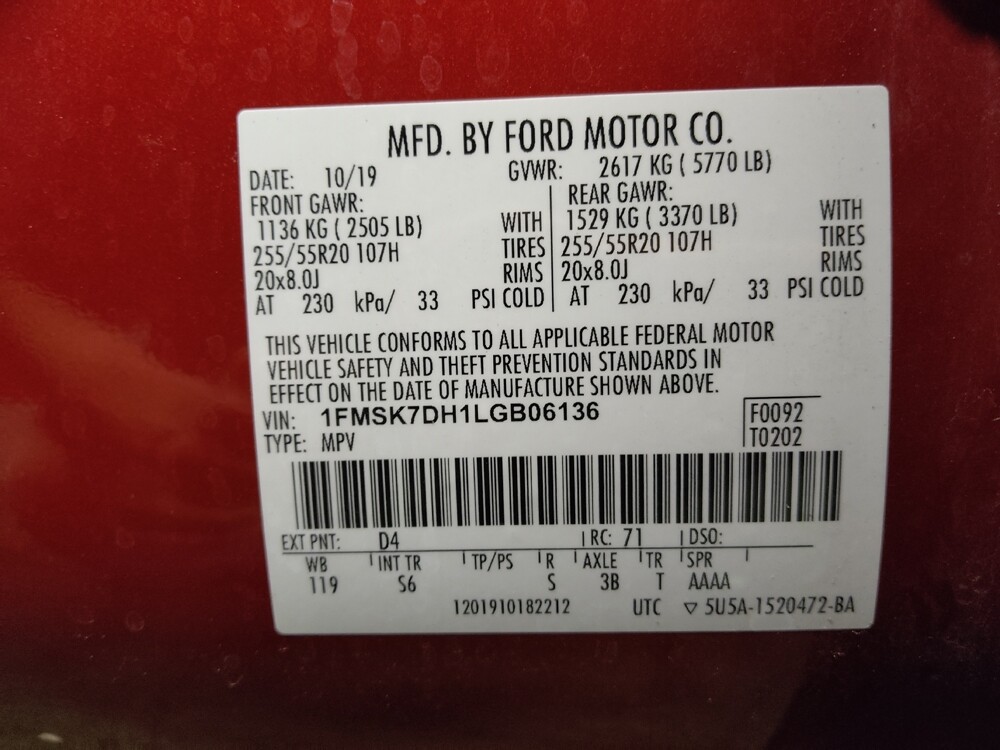 MFD. BY FORD MOTOR CO.
DATE: 10/19 GVWR: 2617 KG ( 5770 LB)
FRONT GAWR: REAR GAWR:
1136 KG ( 2505 LB) WITH 1529 KG ( 3370 LB) WITH
255/55R20 107H TIRES 255/55R20 107H TIRES
20x8.0J RIMS 20x8.0J RIMS
AT 230 kPa/ 33 PSI COLD AT 230 kPa/ 33 PSI COLD
THIS VEHICLE CONFORMS TO ALL APPLICABLE FEDERAL MOTOR
VEHICLE SAFETY AND THEFT PREVENTION STANDARDS IN
EFFECT ON THE DATE OF MANUFACTURE SHOWN ABOVE.
VIN: 1FMSK7DH1LGB06136 F0092
TYPE: MPV T0202
EXT PNT: D4 RC: 71 DSO:
WB INT TR TP/PS R AXLE TR SPR
119 S6 S 3B T AAAA
1201910182212 UTC ▽ 5U5A-1520472-BA